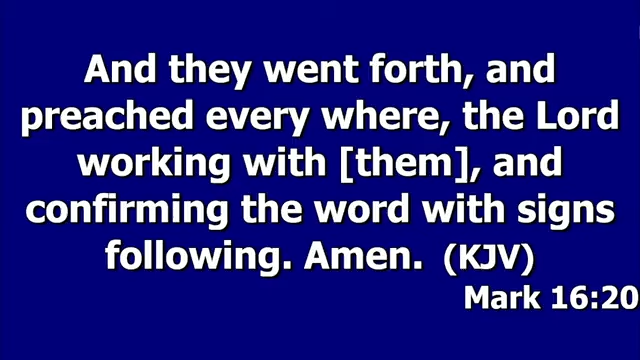 And they went forth, and
preached every where, the Lord
working with [them], and
confirming the word with signs
following. Amen. (KJV)
Mark 16:20